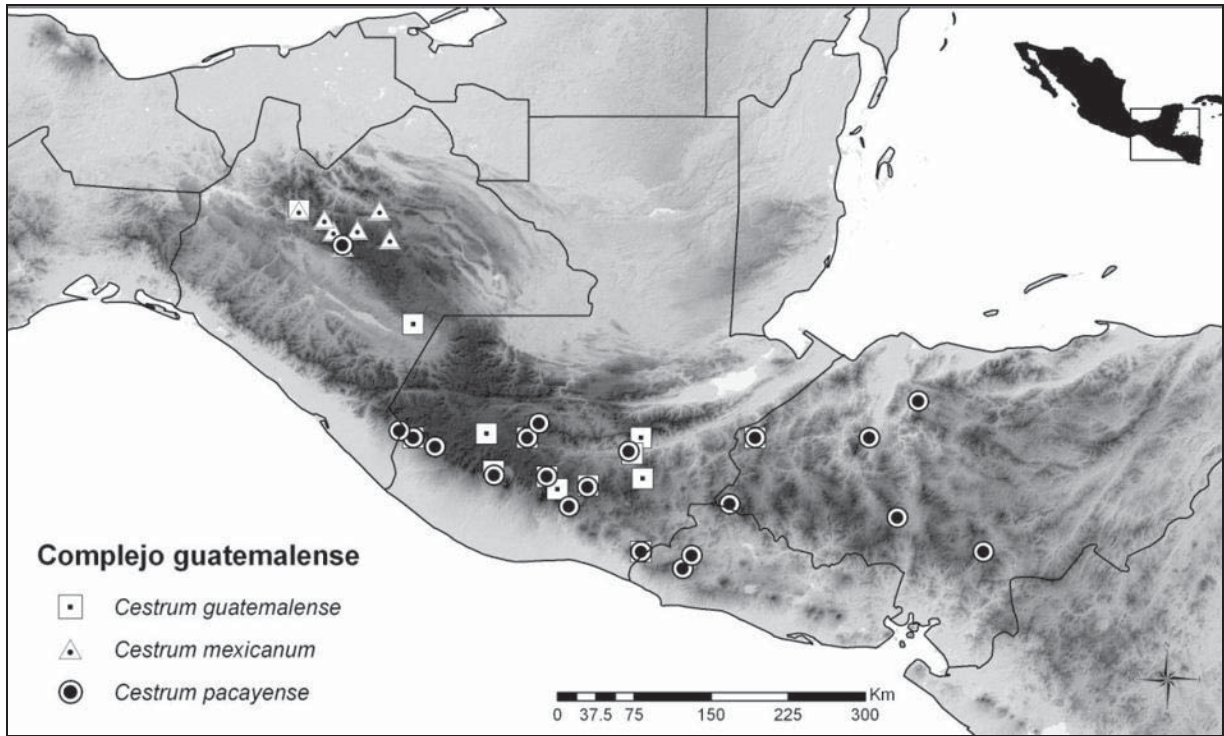 Complejo guatemalense
Cestrum guatemalense
Cestrum mexicanum
Cestrum pacayense
Km
0 37.5 75 150 225 300